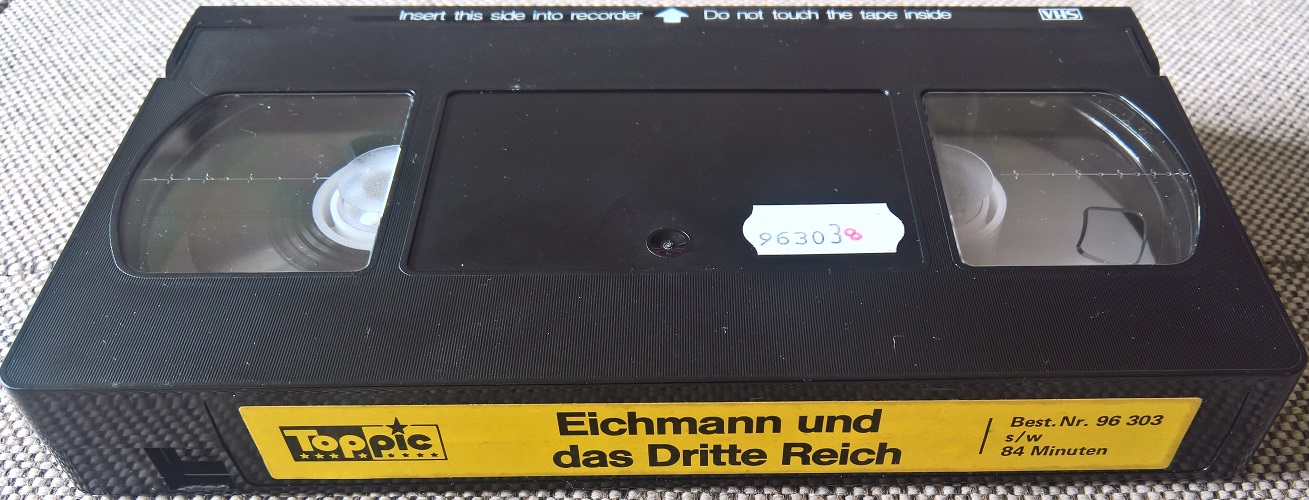 Insert this side into recorder Do not touch the tape inside VHS
963038
Toppic
Eichmann und
das Dritte Reich
Best. Nr. 96 303
s/w
84 Minuten